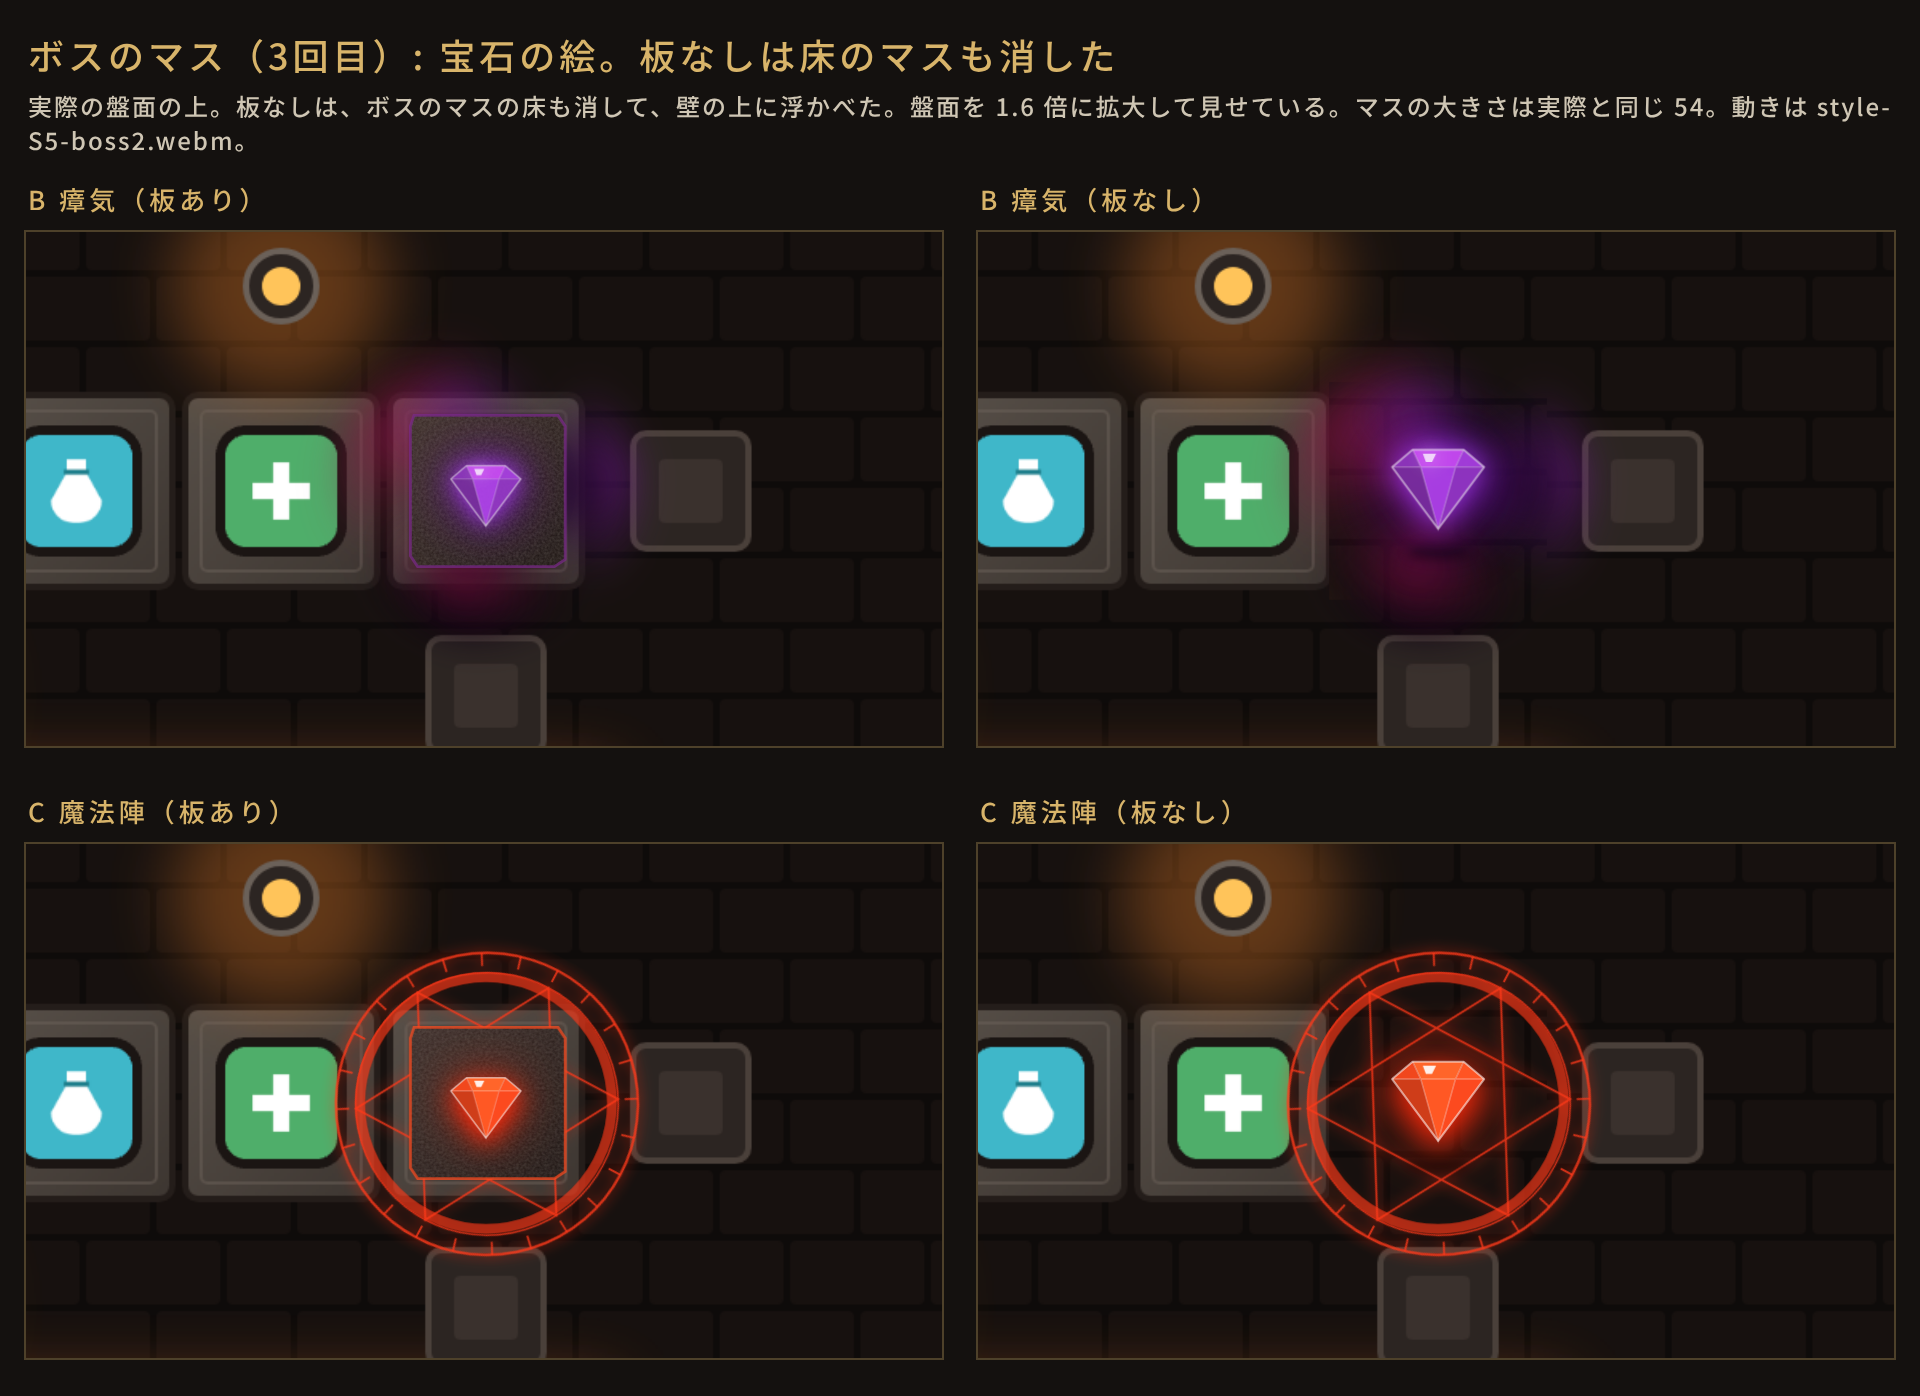 ボスのマス（3回目）: 宝石の絵。板なしは床のマスも消した
実際の盤面の上。板なしは、ボスのマスの床も消して、壁の上に浮かべた。盤面を 1.6 倍に拡大して見せている。マスの大きさは実際と同じ 54。動きは style-
S5-boss2.webm。
B 瘴気（板あり）
B 瘴気（板なし）
C 魔法陣（板あり）
C 魔法陣（板なし）